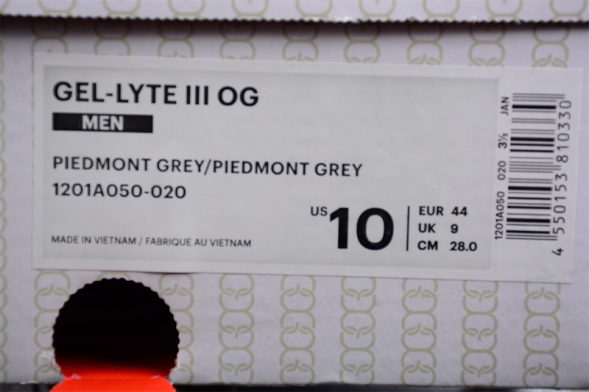 GEL-LYTE III OG
MEN
PIEDMONT GREY/PIEDMONT GREY
1201A050-020
US 10
EUR 44
UK 9
CM 28.0
MADE IN VIETNAM / FABRIQUE AU VIETNAM
1201A050 020 3½ JAN
4 550153 810330